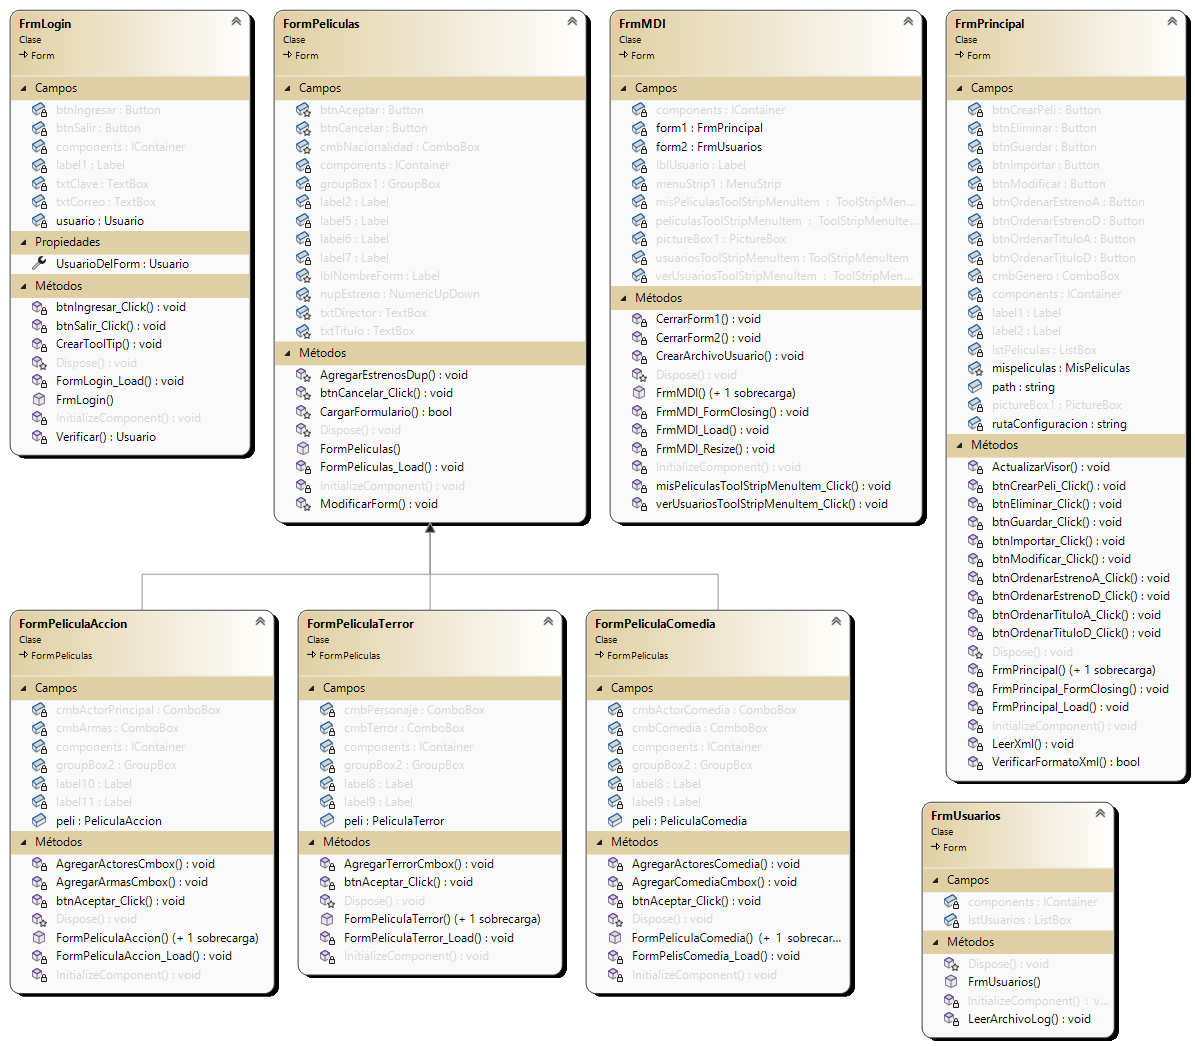 FrmLogin
Clase
Form
Campos
btnIngresar : Button
btnSalir : Button
components : IContainer
label1 : Label
txtClave : TextBox
txtCorreo : TextBox
usuario : Usuario
Propiedades
UsuarioDelForm : Usuario
Métodos
btnIngresar_Click() : void
btnSalir_Click() : void
CrearToolTip() : void
Dispose() : void
FormLogin_Load() : void
FrmLogin()
InitializeComponent() : void
Verificar() : Usuario
FormPeliculas
Clase
Form
Campos
btnAceptar : Button
btnCancelar : Button
cmbNacionalidad : ComboBox
components : IContainer
groupBox1 : GroupBox
label2 : Label
label5 : Label
label6 : Label
label7 : Label
lblNombreForm : Label
nupEstreno : NumericUpDown
txtDirector : TextBox
txtTitulo : TextBox
Métodos
AgregarEstrenosDup() : void
btnCancelar_Click() : void
CargarFormulario() : bool
Dispose() : void
FormPeliculas()
FormPeliculas_Load() : void
InitializeComponent() : void
ModificarForm() : void
FrmMDI
Clase
Form
Campos
components : IContainer
form1 : FrmPrincipal
form2 : FrmUsuarios
lblUsuario : Label
menuStrip1 : MenuStrip
misPeliculasToolStripMenuItem : ToolStripMen...
peliculasToolStripMenuItem : ToolStripMenuIte...
pictureBox1 : PictureBox
usuariosToolStripMenuItem : ToolStripMenuItem
verUsuariosToolStripMenuItem : ToolStripMen...
Métodos
CerrarForm1() : void
CerrarForm2() : void
CrearArchivoUsuario() : void
Dispose() : void
FrmMDI() (+ 1 sobrecarga)
FrmMDI_FormClosing() : void
FrmMDI_Load() : void
FrmMDI_Resize() : void
InitializeComponent() : void
misPeliculasToolStripMenuItem_Click() : void
verUsuariosToolStripMenuItem_Click() : void
FrmPrincipal
Clase
Form
Campos
btnCrearPeli : Button
btnEliminar : Button
btnGuardar : Button
btnImportar : Button
btnModificar : Button
btnOrdenarEstrenoA : Button
btnOrdenarEstrenoD : Button
btnOrdenarTituloA : Button
btnOrdenarTituloD : Button
cmbGenero : ComboBox
components : IContainer
label1 : Label
label2 : Label
lstPeliculas : ListBox
mispeliculas : MisPeliculas
path : string
pictureBox1 : PictureBox
rutaConfiguracion : string
Métodos
ActualizarVisor() : void
btnCrearPeli_Click() : void
btnEliminar_Click() : void
btnGuardar_Click() : void
btnImportar_Click() : void
btnModificar_Click() : void
btnOrdenarEstrenoA_Click() : void
btnOrdenarEstrenoD_Click() : void
btnOrdenarTituloA_Click() : void
btnOrdenarTituloD_Click() : void
Dispose() : void
FrmPrincipal() (+ 1 sobrecarga)
FrmPrincipal_FormClosing() : void
FrmPrincipal_Load() : void
InitializeComponent() : void
LeerXml() : void
VerificarFormatoXml() : bool
FormPeliculaAccion
Clase
FormPeliculas
Campos
cmbActorPrincipal : ComboBox
cmbArmas : ComboBox
components : IContainer
groupBox2 : GroupBox
label10 : Label
label11 : Label
peli : PeliculaAccion
Métodos
AgregarActoresCmbox() : void
AgregarArmasCmbox() : void
btnAceptar_Click() : void
Dispose() : void
FormPeliculaAccion() (+ 1 sobrecarga)
FormPeliculaAccion_Load() : void
InitializeComponent() : void
FormPeliculaTerror
Clase
FormPeliculas
Campos
cmbPersonaje : ComboBox
cmbTerror : ComboBox
components : IContainer
groupBox2 : GroupBox
label8 : Label
label9 : Label
peli : PeliculaTerror
Métodos
AgregarTerrorCmbox() : void
btnAceptar_Click() : void
Dispose() : void
FormPeliculaTerror() (+ 1 sobrecarga)
FormPeliculaTerror_Load() : void
InitializeComponent() : void
FormPeliculaComedia
Clase
FormPeliculas
Campos
cmbActorComedia : ComboBox
cmbComedia : ComboBox
components : IContainer
groupBox2 : GroupBox
label8 : Label
label9 : Label
peli : PeliculaComedia
Métodos
AgregarActoresComedia() : void
AgregarComediaCmbox() : void
btnAceptar_Click() : void
Dispose() : void
FormPeliculaComedia() (+ 1 sobrecar...
FormPelisComedia_Load() : void
InitializeComponent() : void
FrmUsuarios
Clase
Form
Campos
components : IContainer
lstUsuarios : ListBox
Métodos
Dispose() : void
FrmUsuarios()
InitializeComponent() : v...
LeerArchivoLog() : void